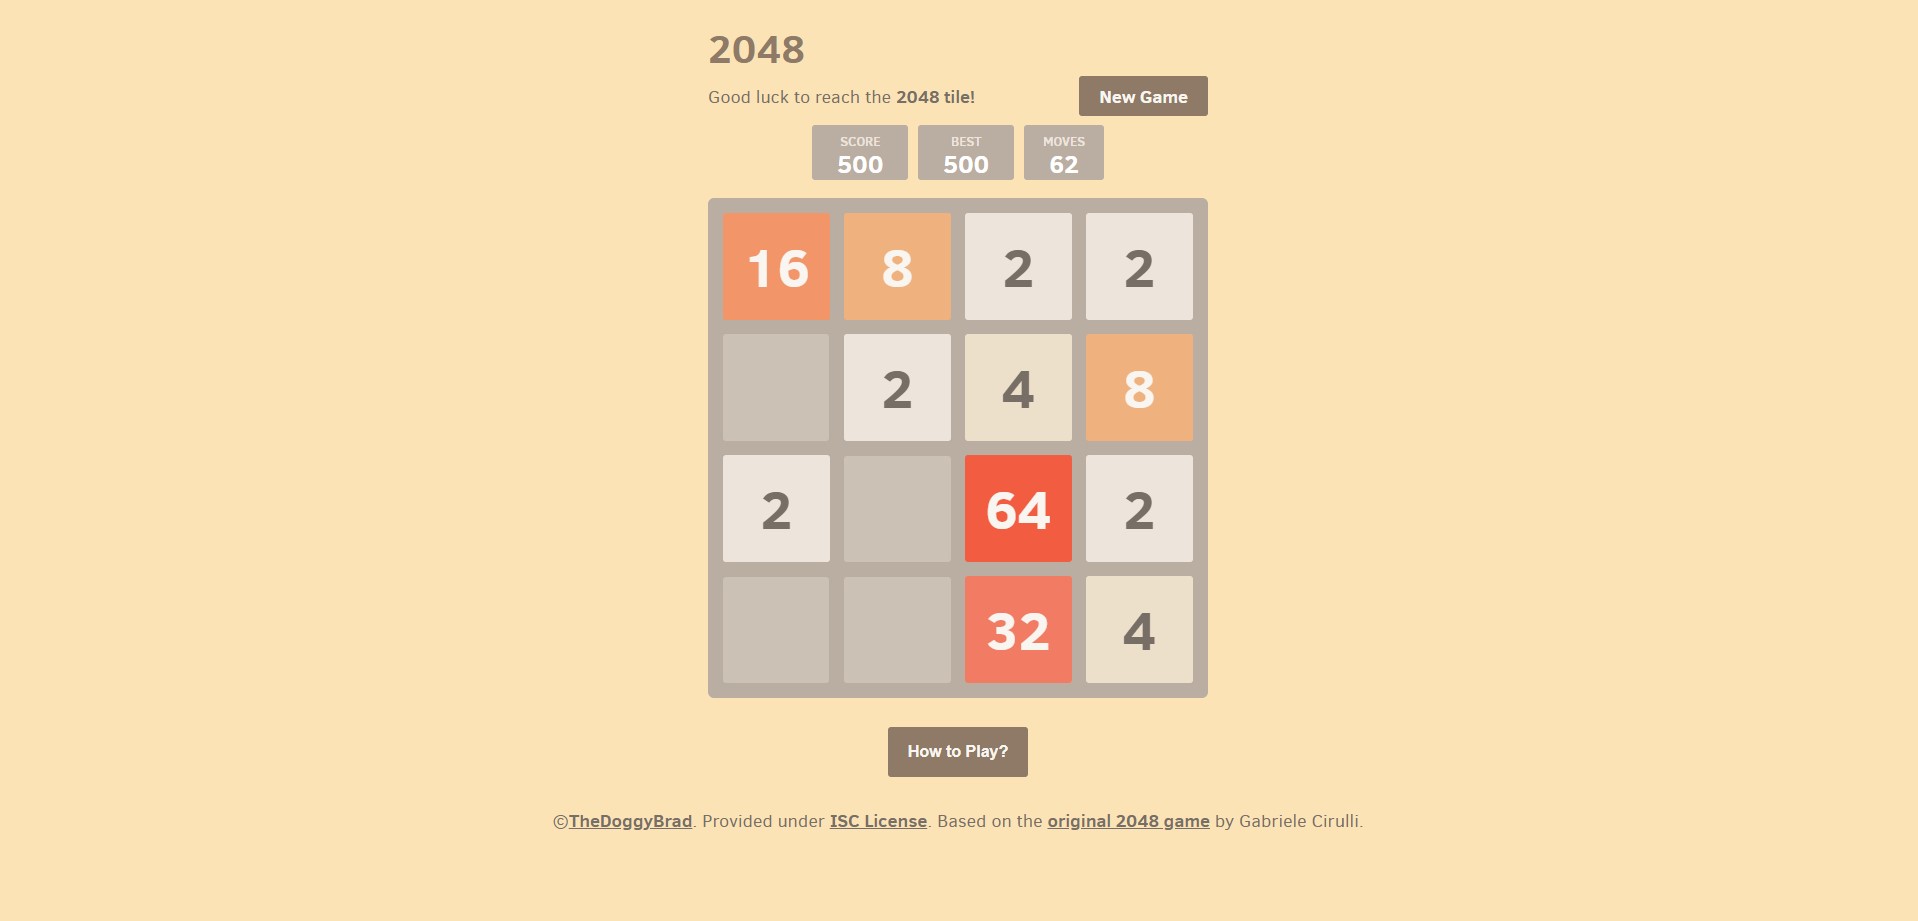 2048
Good luck to reach the 2048 tile!
New Game
SCORE
500
BEST
500
MOVES
62
16 8 2 2
2 4 8
2 64 2
32 4
How to Play?
©TheDoggyBrad. Provided under ISC License. Based on the original 2048 game by Gabriele Cirulli.